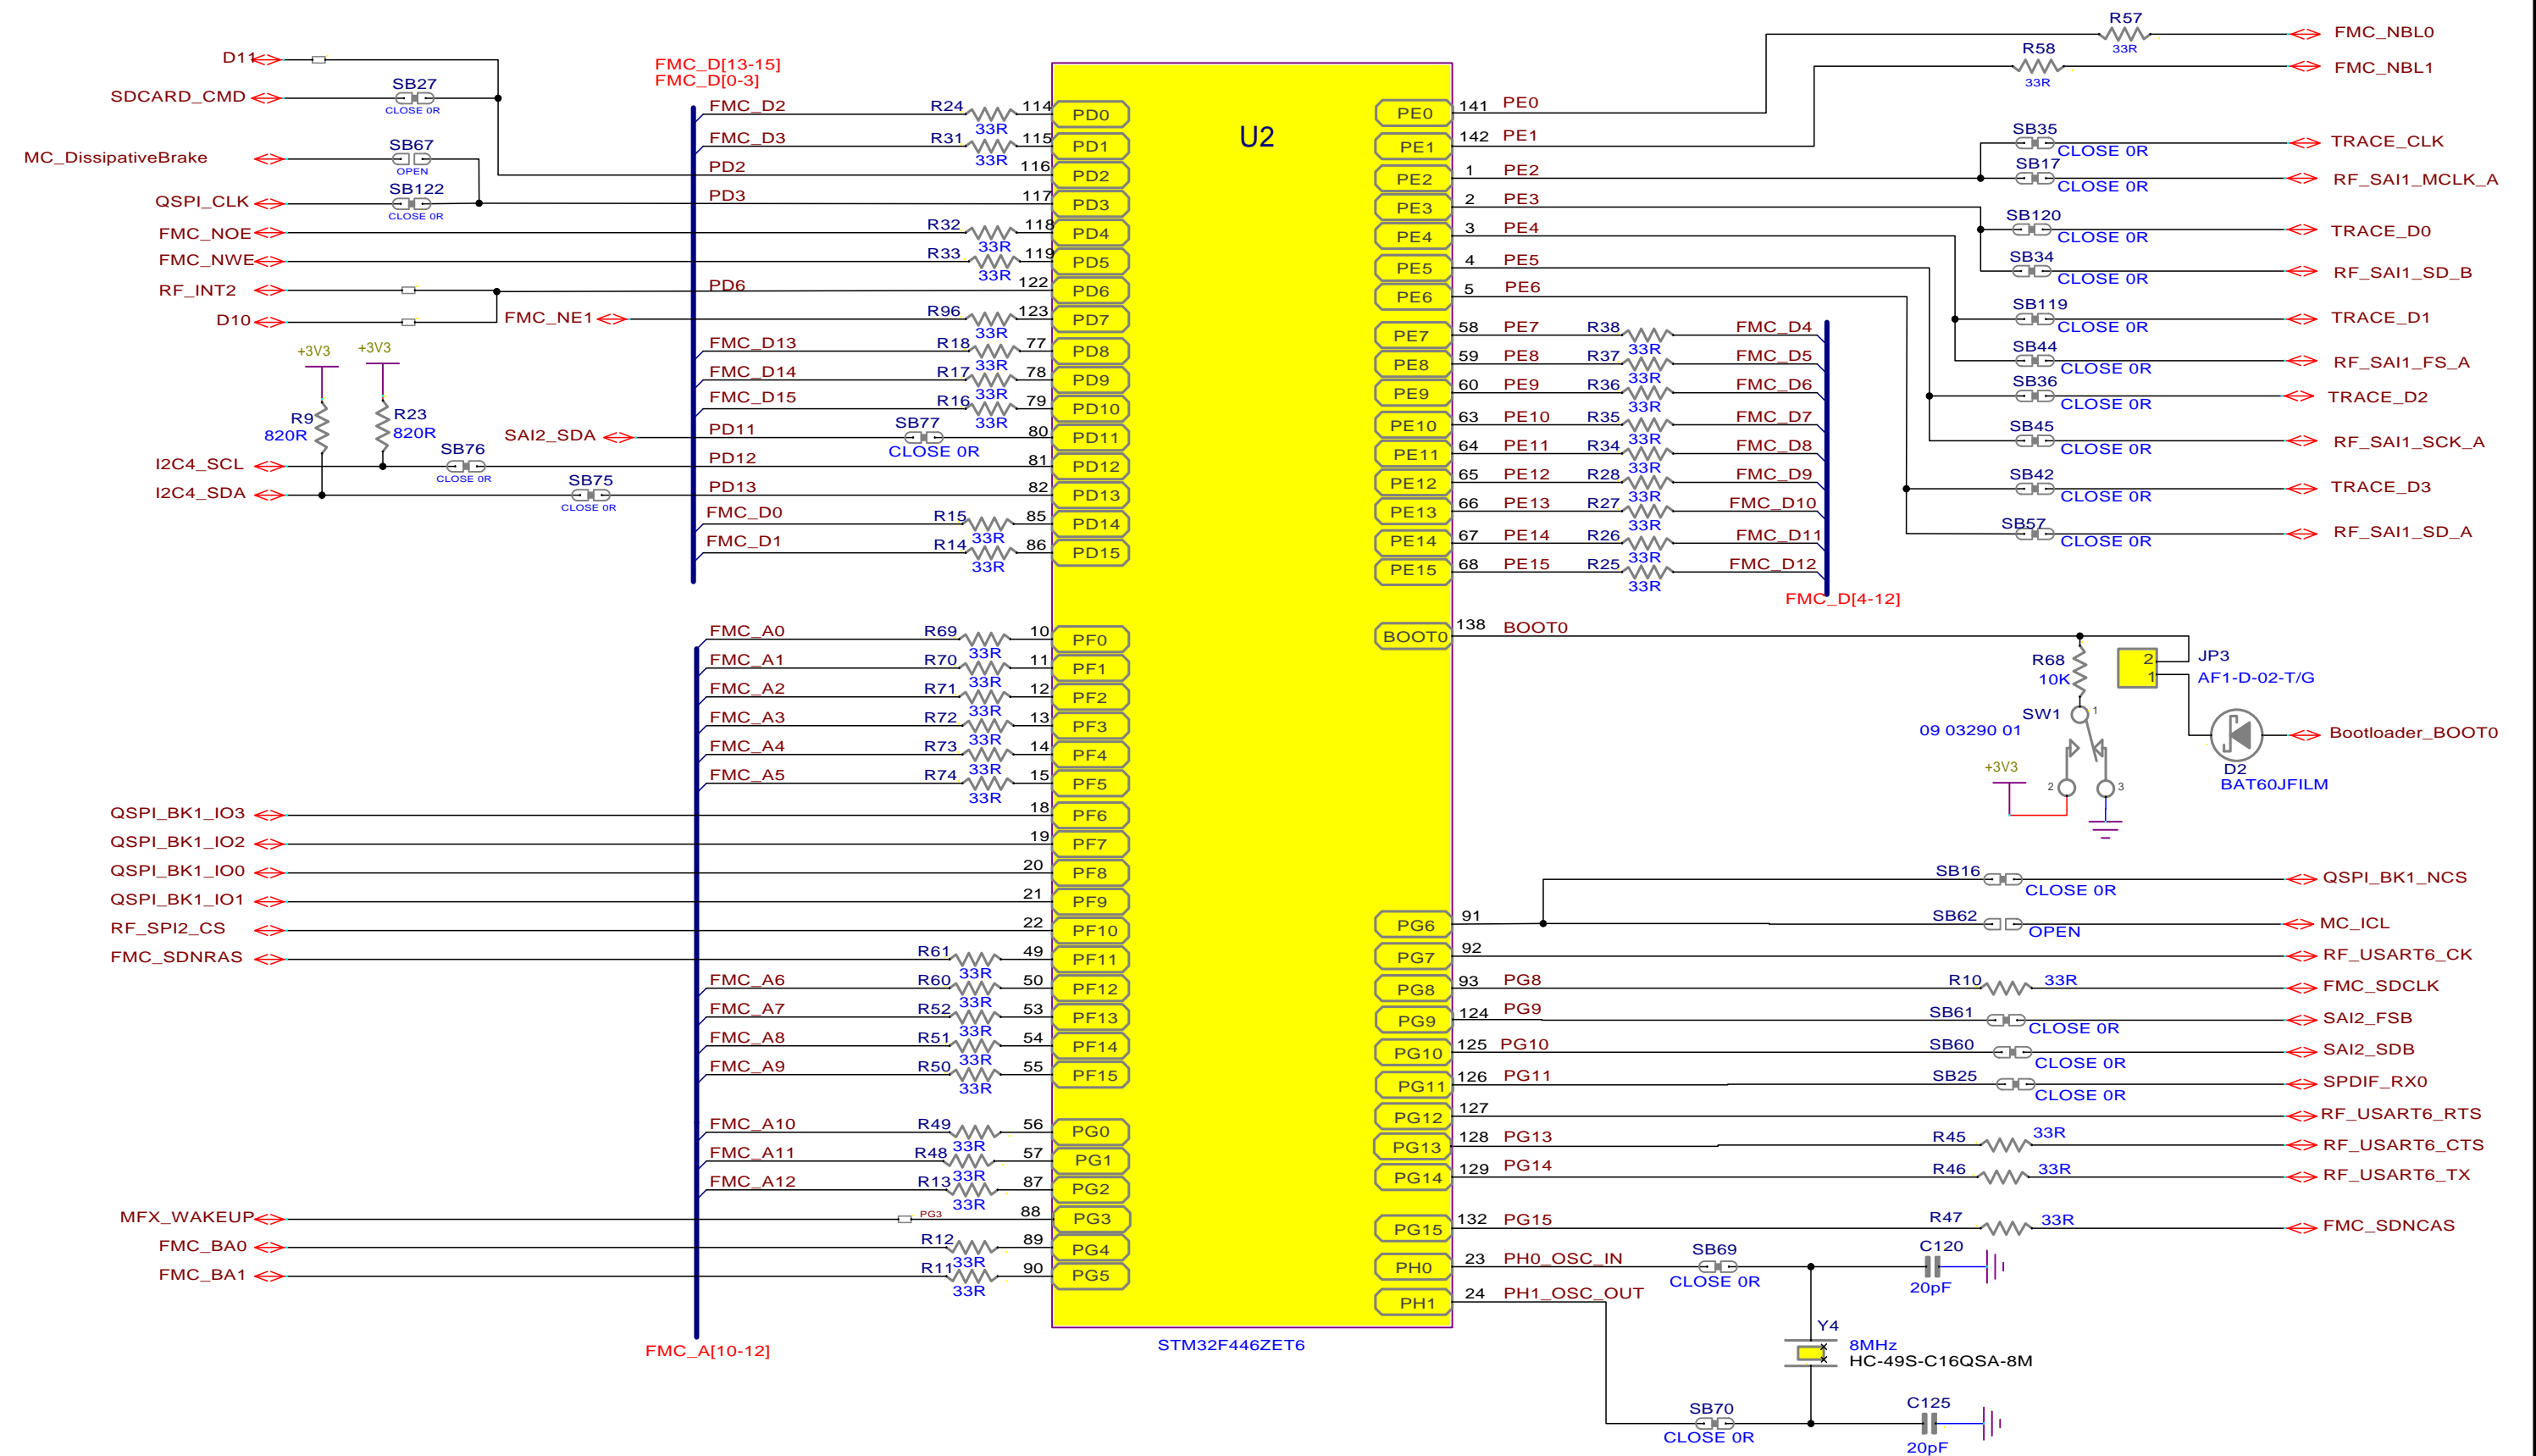 D11
SDCARD_CMD
SB27
CLOSE 0R
MC_DissipativeBrake
SB67
OPEN
QSPI_CLK
SB122
CLOSE 0R
FMC_NOE
FMC_NWE
RF_INT2
D10
FMC_NE1
+3V3
+3V3
R9
820R
R23
820R
I2C4_SCL
SB76
CLOSE 0R
I2C4_SDA
SB75
CLOSE 0R
SAI2_SDA
SB77
CLOSE 0R
FMC_D[13-15]
FMC_D[0-3]
FMC_D2 R24 33R 114 PD0
FMC_D3 R31 33R 115 PD1
PD2 116 PD2
PD3 117 PD3
R32 33R 118 PD4
R33 33R 119 PD5
PD6 122 PD6
R96 33R 123 PD7
FMC_D13 R18 33R 77 PD8
FMC_D14 R17 33R 78 PD9
FMC_D15 R16 33R 79 PD10
PD11 80 PD11
PD12 81 PD12
PD13 82 PD13
FMC_D0 R15 33R 85 PD14
FMC_D1 R14 33R 86 PD15
FMC_A0 R69 33R 10 PF0
FMC_A1 R70 33R 11 PF1
FMC_A2 R71 33R 12 PF2
FMC_A3 R72 33R 13 PF3
FMC_A4 R73 33R 14 PF4
FMC_A5 R74 33R 15 PF5
QSPI_BK1_IO3 18 PF6
QSPI_BK1_IO2 19 PF7
QSPI_BK1_IO0 20 PF8
QSPI_BK1_IO1 21 PF9
RF_SPI2_CS 22 PF10
FMC_SDNRAS R61 33R 49 PF11
FMC_A6 R60 33R 50 PF12
FMC_A7 R52 33R 53 PF13
FMC_A8 R51 33R 54 PF14
FMC_A9 R50 33R 55 PF15
FMC_A10 R49 33R 56 PG0
FMC_A11 R48 33R 57 PG1
FMC_A12 R13 33R 87 PG2
MFX_WAKEUP PG3 88 PG3
FMC_BA0 R12 33R 89 PG4
FMC_BA1 R11 33R 90 PG5
FMC_A[10-12]
U2
STM32F446ZET6
PE0 141 PE0 R57 33R FMC_NBL0
PE1 142 PE1 R58 33R FMC_NBL1
PE2 1 PE2
SB35 CLOSE 0R TRACE_CLK
SB17 CLOSE 0R RF_SAI1_MCLK_A
PE3 2 PE3
SB120 CLOSE 0R TRACE_D0
SB34 CLOSE 0R RF_SAI1_SD_B
PE4 3 PE4
SB119 CLOSE 0R TRACE_D1
SB44 CLOSE 0R RF_SAI1_FS_A
PE5 4 PE5
SB36 CLOSE 0R TRACE_D2
SB45 CLOSE 0R RF_SAI1_SCK_A
PE6 5 PE6
SB42 CLOSE 0R TRACE_D3
SB57 CLOSE 0R RF_SAI1_SD_A
PE7 58 PE7 R38 33R FMC_D4
PE8 59 PE8 R37 33R FMC_D5
PE9 60 PE9 R36 33R FMC_D6
PE10 63 PE10 R35 33R FMC_D7
PE11 64 PE11 R34 33R FMC_D8
PE12 65 PE12 R28 33R FMC_D9
PE13 66 PE13 R27 33R FMC_D10
PE14 67 PE14 R26 33R FMC_D11
PE15 68 PE15 R25 33R FMC_D12
FMC_D[4-12]
BOOT0 138 BOOT0
R68
10K
2
1
JP3
AF1-D-02-T/G
SW1
1
09 03290 01
+3V3
2
3
D2
BAT60JFILM
Bootloader_BOOT0
SB16 CLOSE 0R QSPI_BK1_NCS
PG6 91 SB62 OPEN MC_ICL
PG7 92 RF_USART6_CK
PG8 93 PG8 R10 33R FMC_SDCLK
PG9 124 PG9 SB61 CLOSE 0R SAI2_FSB
PG10 125 PG10 SB60 CLOSE 0R SAI2_SDB
PG11 126 PG11 SB25 CLOSE 0R SPDIF_RX0
PG12 127 RF_USART6_RTS
PG13 128 PG13 R45 33R RF_USART6_CTS
PG14 129 PG14 R46 33R RF_USART6_TX
PG15 132 PG15 R47 33R FMC_SDNCAS
PH0 23 PH0_OSC_IN SB69 CLOSE 0R C120 20pF
PH1 24 PH1_OSC_OUT
Y4
8MHz
HC-49S-C16QSA-8M
SB70 CLOSE 0R C125 20pF